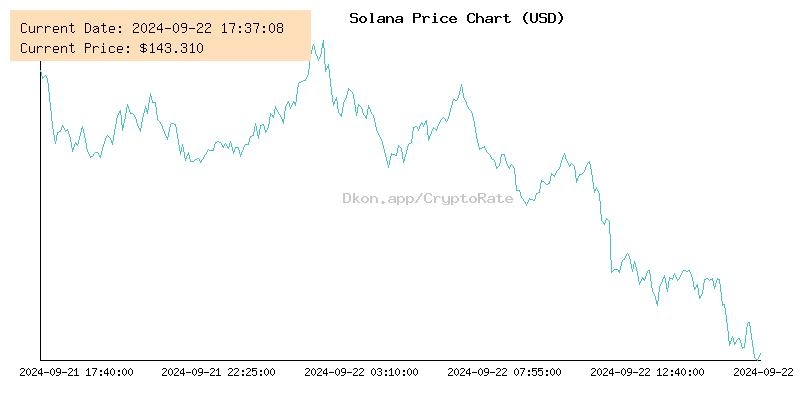 Solana Price Chart (USD)
Current Date: 2024-09-22 17:37:08
Current Price: $143.310
Dkon.app/CryptoRate
2024-09-21 17:40:00
2024-09-21 22:25:00
2024-09-22 03:10:00
2024-09-22 07:55:00
2024-09-22 12:40:00
2024-09-22